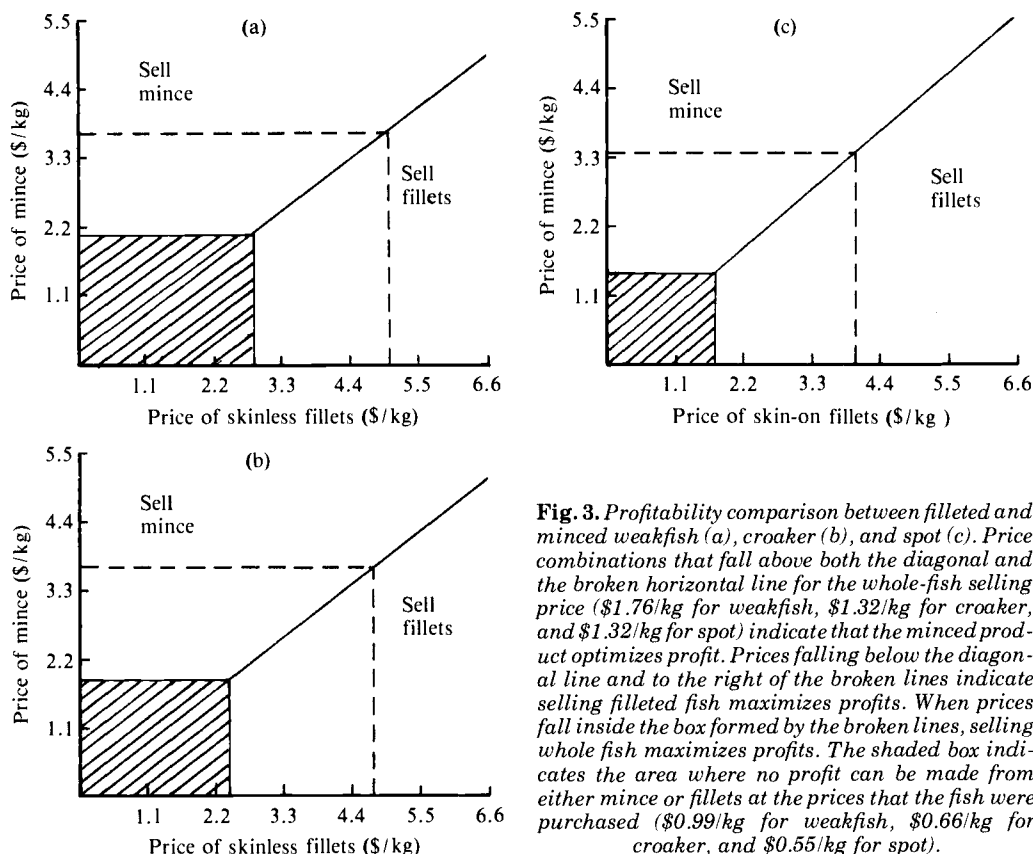 (a)
5.5
4.4
3.3
2.2
1.1
Price of mince ($/kg)
Sell
mince
Sell
fillets
1.1 2.2 3.3 4.4 5.5 6.6
Price of skinless fillets ($/kg)
(c)
5.5
4.4
3.3
2.2
1.1
Price of mince ($/kg)
Sell
mince
Sell
fillets
1.1 2.2 3.3 4.4 5.5 6.6
Price of skin-on fillets ($/kg )
(b)
5.5
4.4
3.3
2.2
1.1
Price of mince ($/kg)
Sell
mince
Sell
fillets
1.1 2.2 3.3 4.4 5.5 6.6
Price of skinless fillets ($/kg)
Fig. 3. Profitability comparison between filleted and
minced weakfish (a), croaker (b), and spot (c). Price
combinations that fall above both the diagonal and
the broken horizontal line for the whole-fish selling
price ($1.76/kg for weakfish, $1.32/kg for croaker,
and $1.32/kg for spot) indicate that the minced prod-
uct optimizes profit. Prices falling below the diagon-
al line and to the right of the broken lines indicate
selling filleted fish maximizes profits. When prices
fall inside the box formed by the broken lines, selling
whole fish maximizes profits. The shaded box indi-
cates the area where no profit can be made from
either mince or fillets at the prices that the fish were
purchased ($0.99/kg for weakfish, $0.66/kg for
croaker, and $0.55/kg for spot).